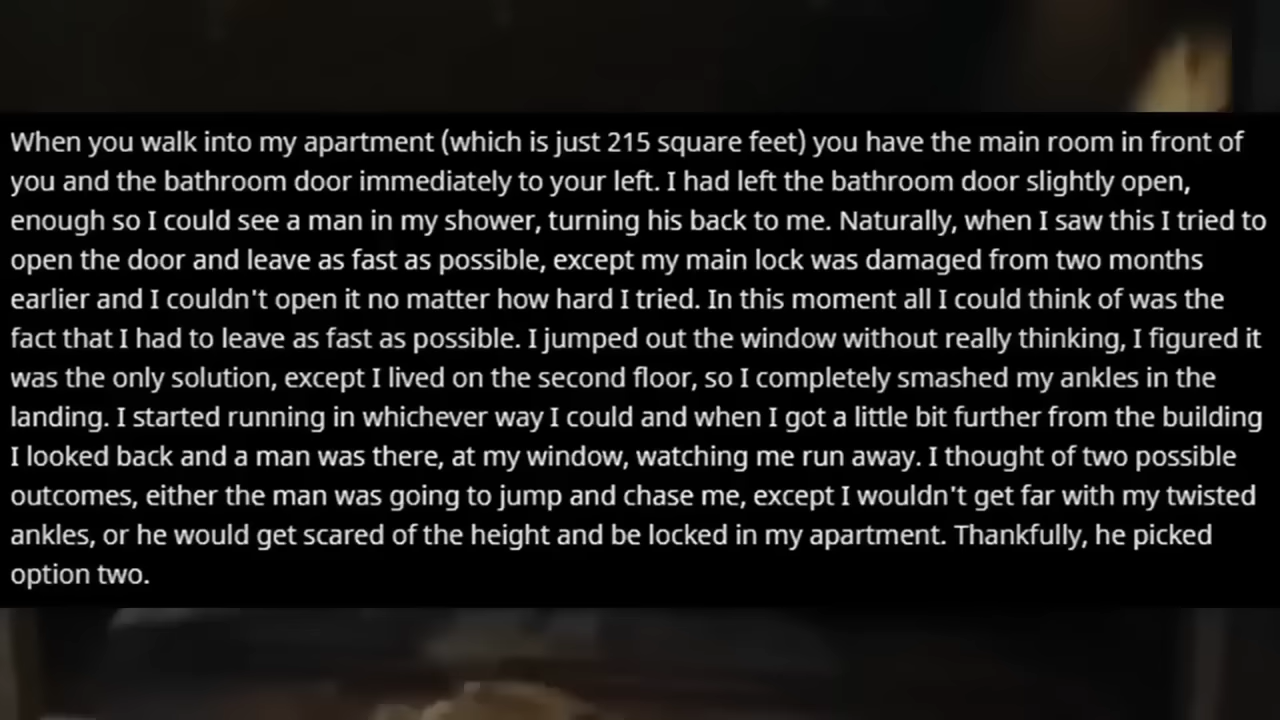 When you walk into my apartment (which is just 215 square feet) you have the main room in front of
you and the bathroom door immediately to your left. I had left the bathroom door slightly open,
enough so I could see a man in my shower, turning his back to me. Naturally, when I saw this I tried to
open the door and leave as fast as possible, except my main lock was damaged from two months
earlier and I couldn't open it no matter how hard I tried. In this moment all I could think of was the
fact that I had to leave as fast as possible. I jumped out the window without really thinking, I figured it
was the only solution, except I lived on the second floor, so I completely smashed my ankles in the
landing. I started running in whichever way I could and when I got a little bit further from the building
I looked back and a man was there, at my window, watching me run away. I thought of two possible
outcomes, either the man was going to jump and chase me, except I wouldn't get far with my twisted
ankles, or he would get scared of the height and be locked in my apartment. Thankfully, he picked
option two.